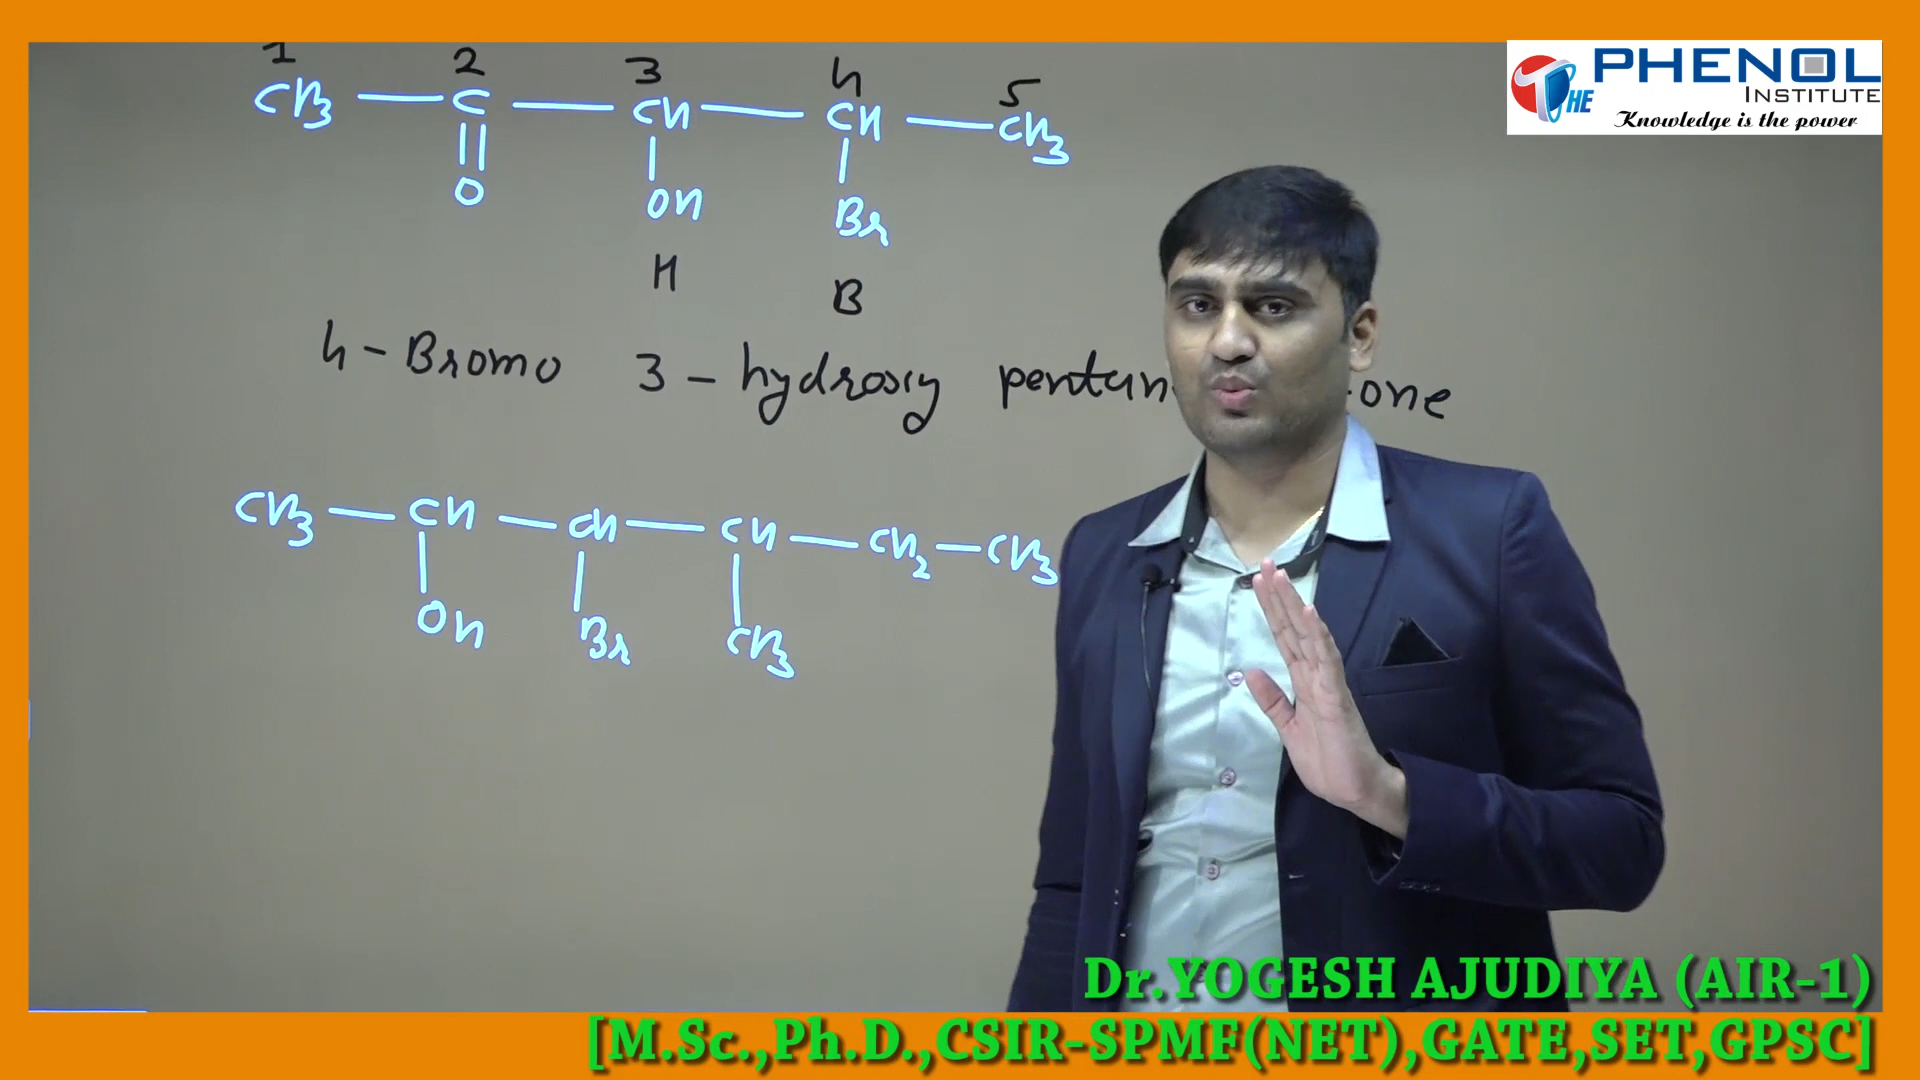 1 2 3 4 5
CH3 — C — CH — CH — CH3
O OH Br
H B
4 - Bromo 3 - hydroxy pentan -one
CH3 — CH — CH — CH — CH2 — CH3
OH Br CH3
THE PHENOL
INSTITUTE
Knowledge is the power
Dr.YOGESH AJUDIYA (AIR-1)
[M.Sc.,Ph.D.,CSIR-SPMF(NET),GATE,SET,GPSC]